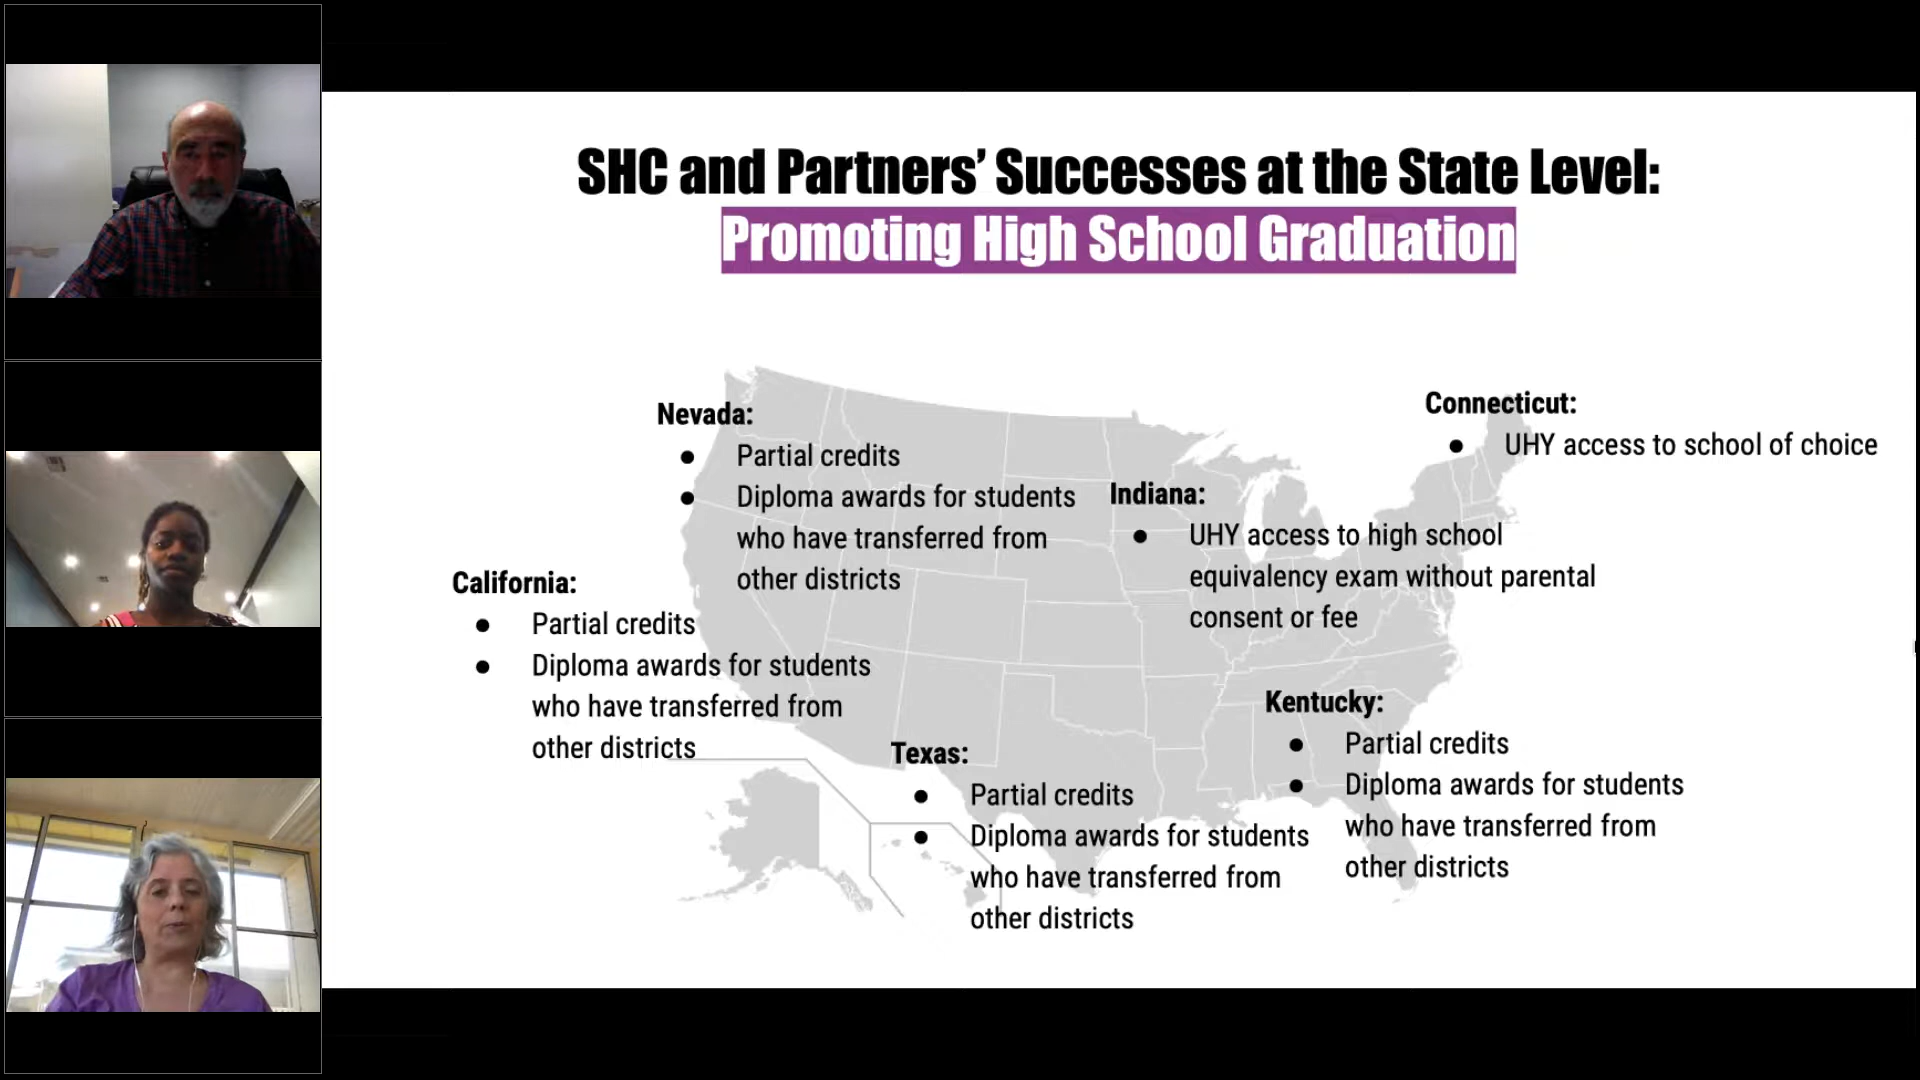 SHC and Partners' Successes at the State Level:
Promoting High School Graduation
Nevada:
● Partial credits
● Diploma awards for students
who have transferred from
other districts
Connecticut:
● UHY access to school of choice
Indiana:
● UHY access to high school
equivalency exam without parental
consent or fee
California:
● Partial credits
● Diploma awards for students
who have transferred from
other districts
Texas:
● Partial credits
● Diploma awards for students
who have transferred from
other districts
Kentucky:
● Partial credits
● Diploma awards for students
who have transferred from
other districts